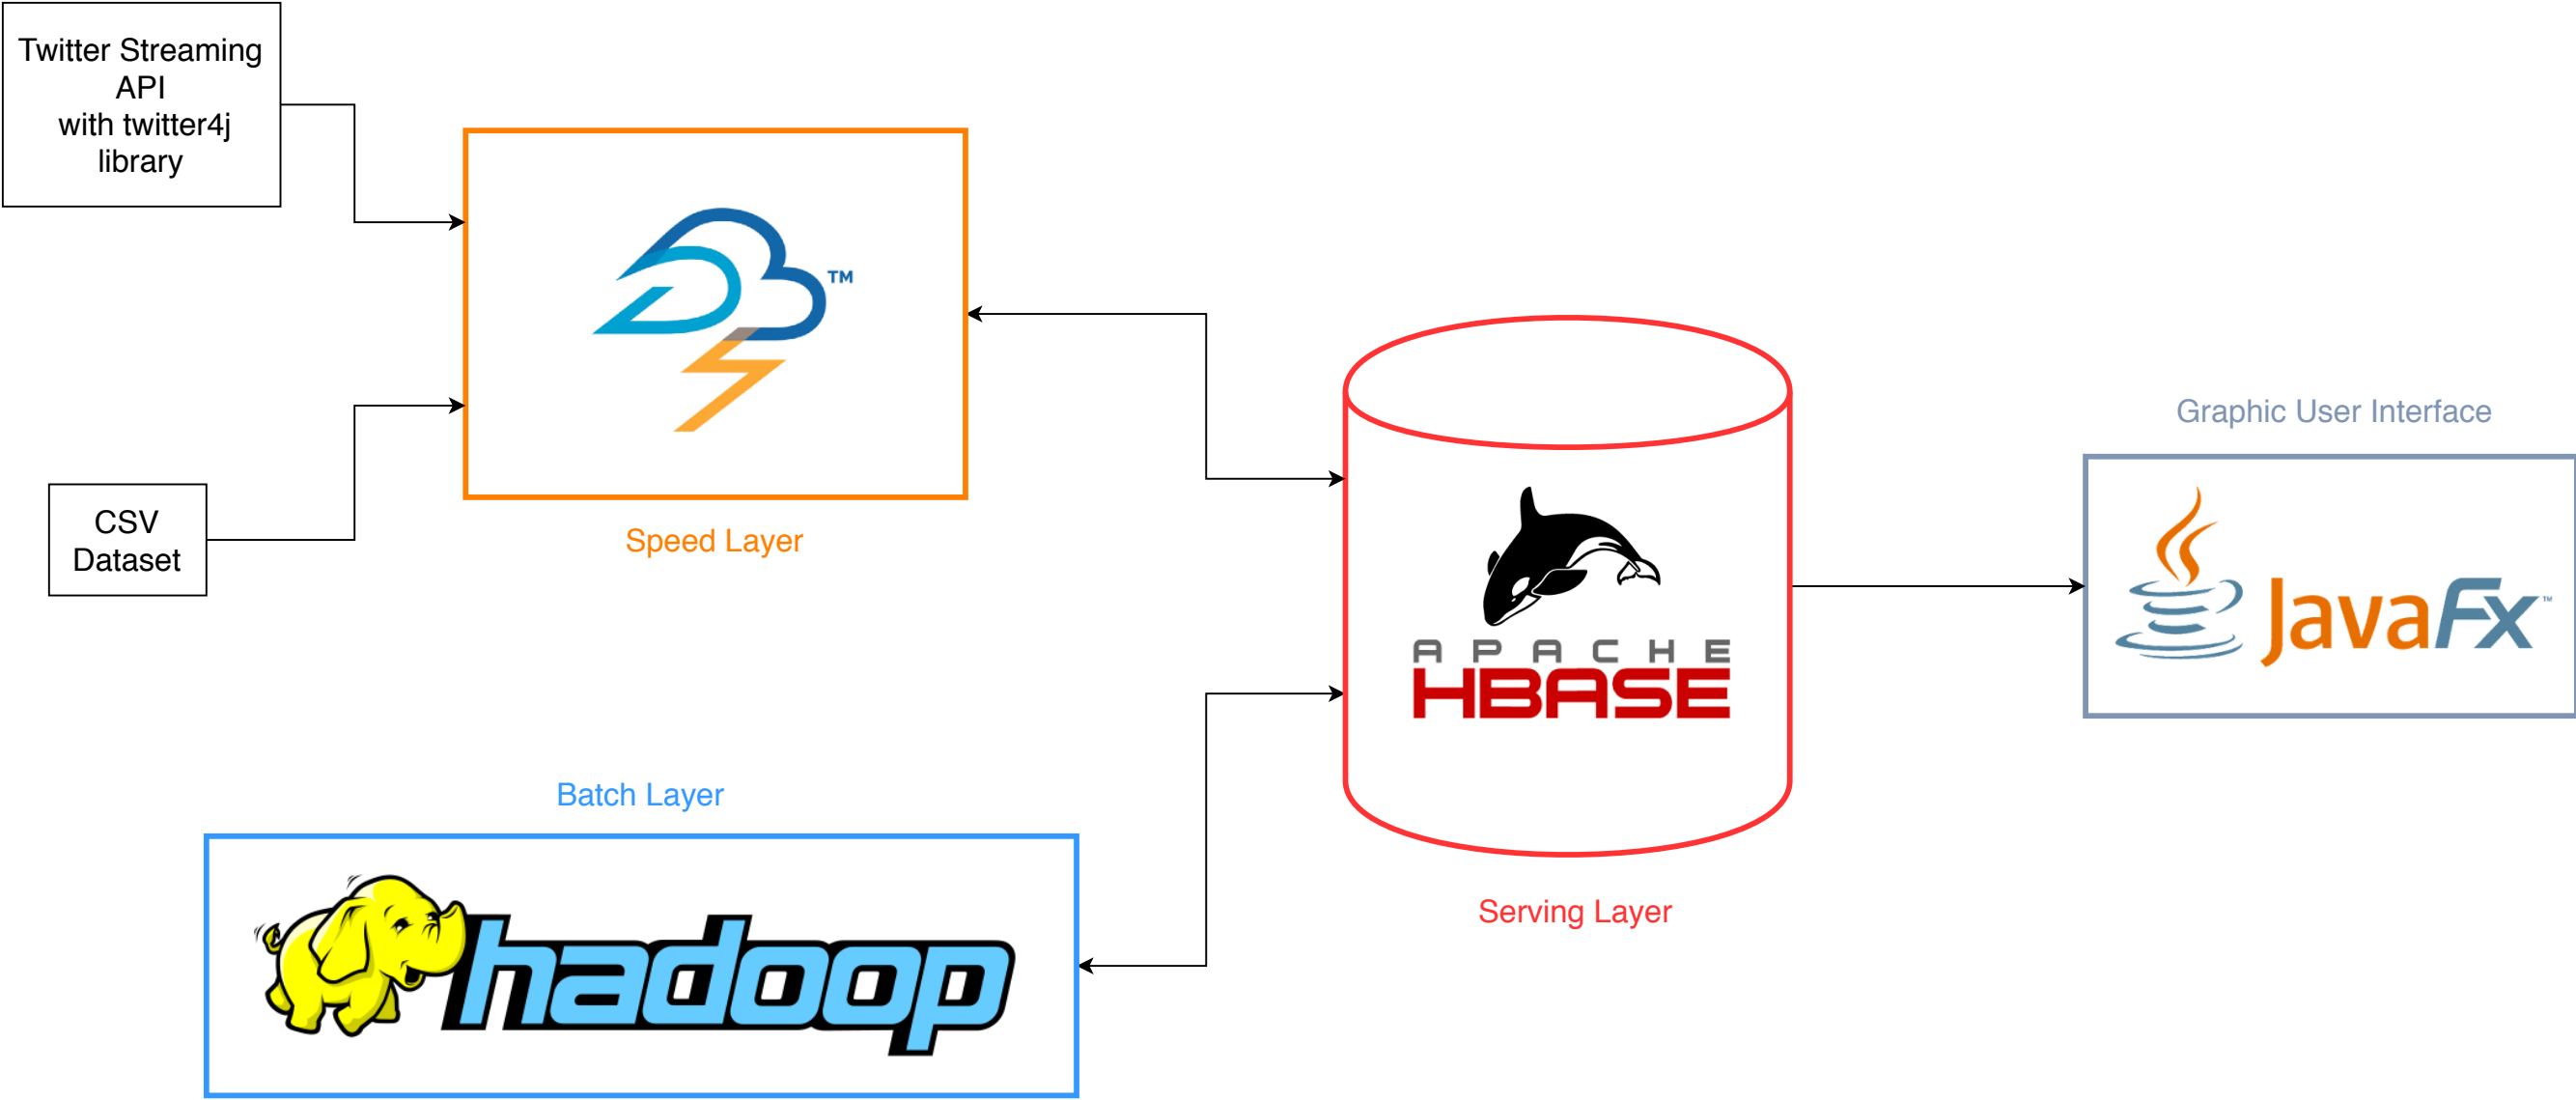 Twitter Streaming
API
with twitter4j
library
TM
Speed Layer
CSV
Dataset
Batch Layer
hadoop
APACHE
HBASE
Serving Layer
Graphic User Interface
JavaFx™